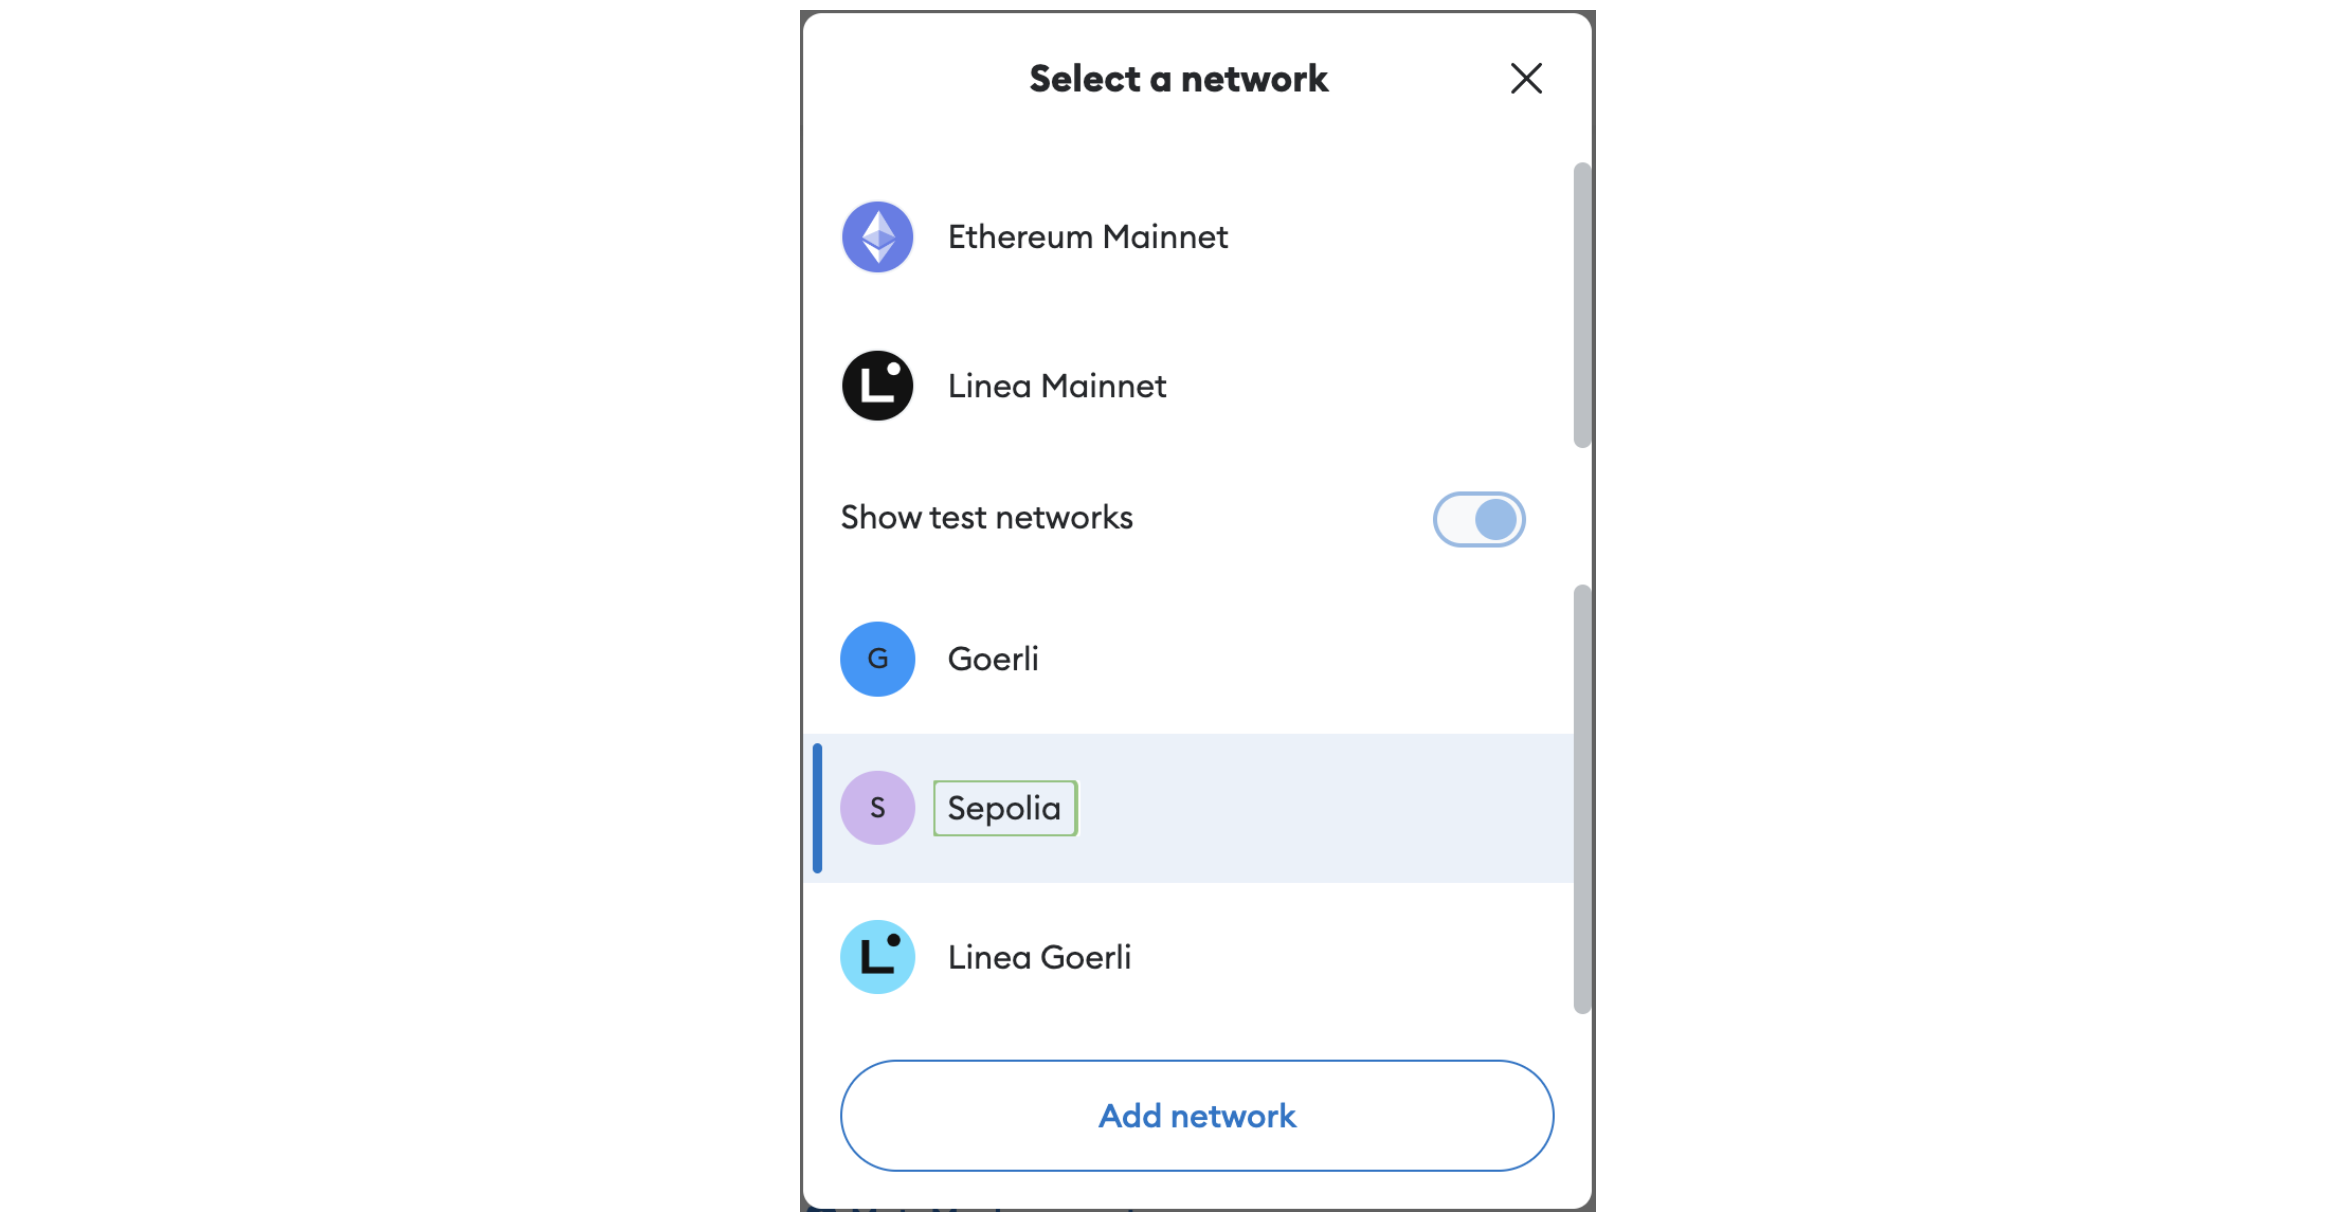 Select a network
Ethereum Mainnet
L Linea Mainnet
Show test networks
G Goerli
S Sepolia
L Linea Goerli
Add network